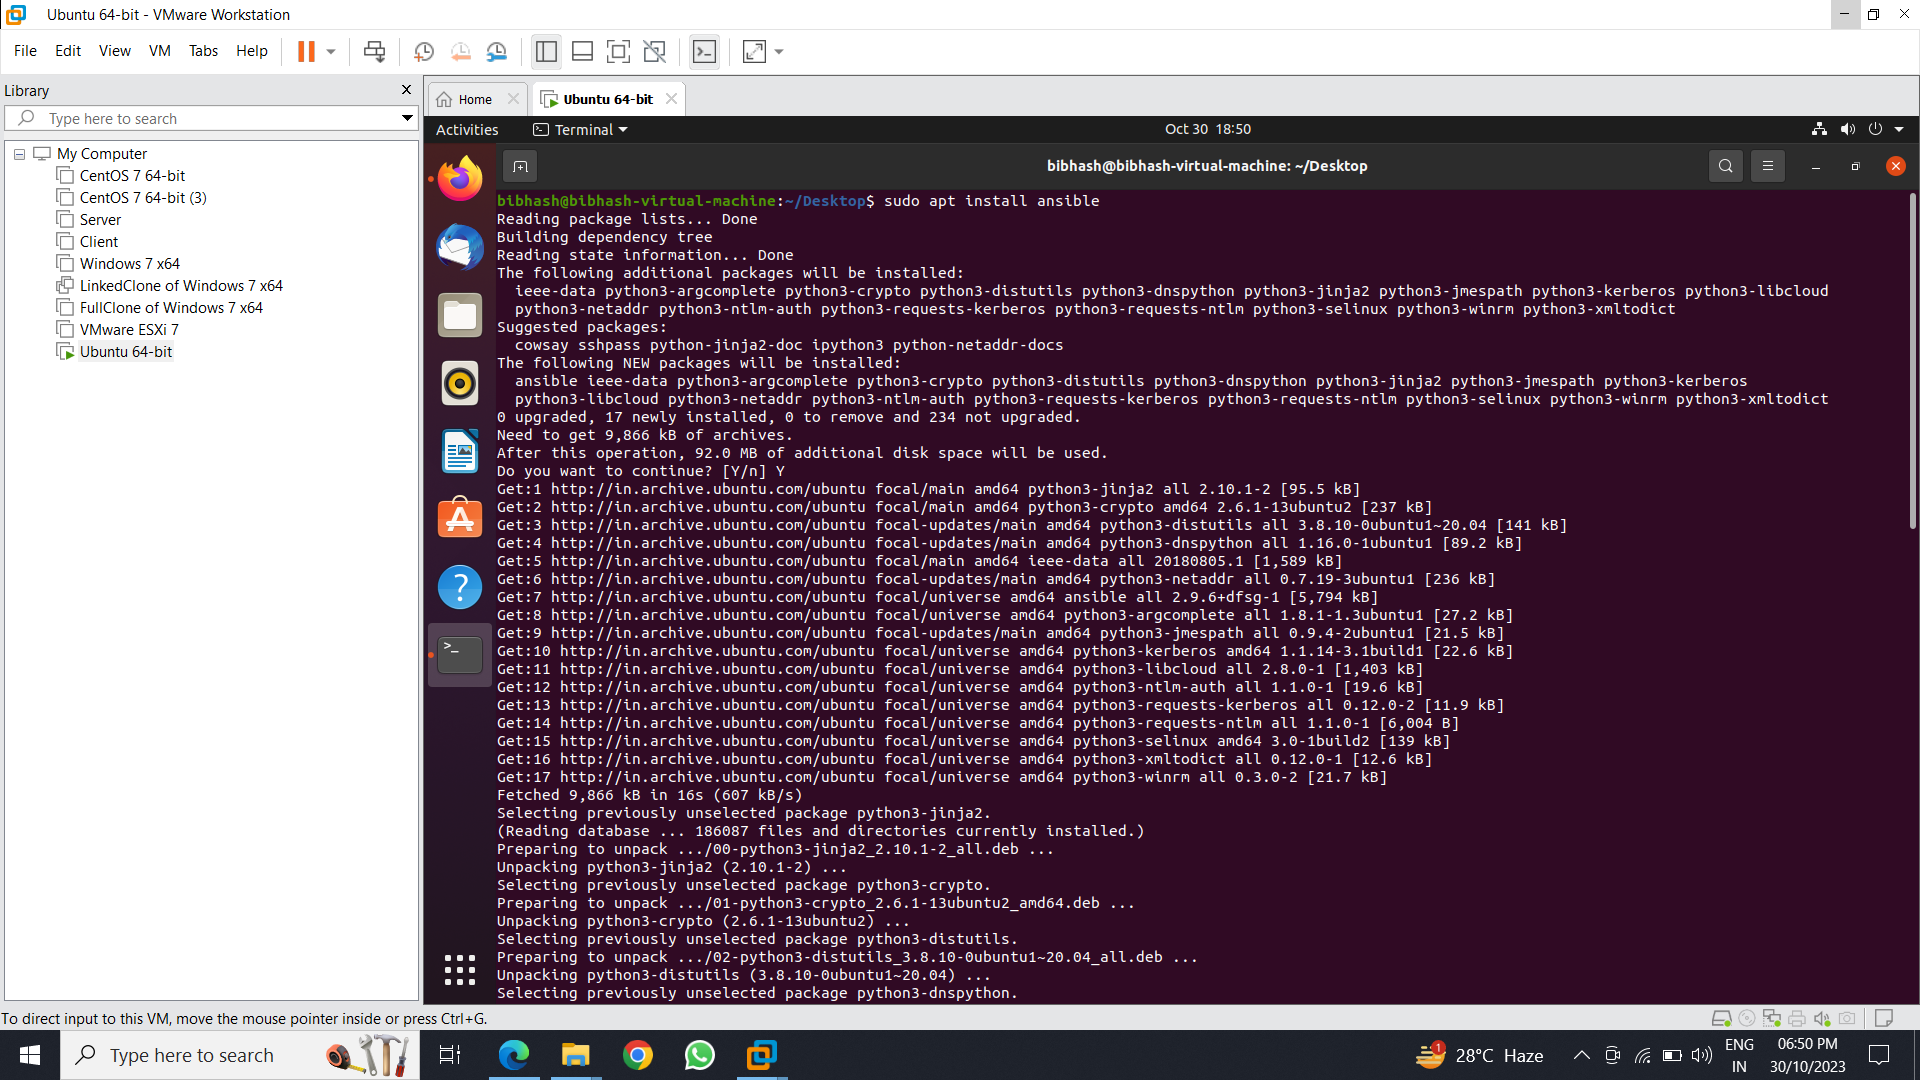 Ubuntu 64-bit - VMware Workstation
File Edit View VM Tabs Help
Library
Type here to search
My Computer
CentOS 7 64-bit
CentOS 7 64-bit (3)
Server
Client
Windows 7 x64
LinkedClone of Windows 7 x64
FullClone of Windows 7 x64
VMware ESXi 7
Ubuntu 64-bit
Home
Ubuntu 64-bit
Activities
Terminal
Oct 30 18:50
bibhash@bibhash-virtual-machine: ~/Desktop
bibhash@bibhash-virtual-machine:~/Desktop$ sudo apt install ansible
Reading package lists... Done
Building dependency tree
Reading state information... Done
The following additional packages will be installed:
ieee-data python3-argcomplete python3-crypto python3-distutils python3-dnspython python3-jinja2 python3-jmespath python3-kerberos python3-libcloud
python3-netaddr python3-ntlm-auth python3-requests-kerberos python3-requests-ntlm python3-selinux python3-winrm python3-xmltodict
Suggested packages:
cowsay sshpass python-jinja2-doc ipython3 python-netaddr-docs
The following NEW packages will be installed:
ansible ieee-data python3-argcomplete python3-crypto python3-distutils python3-dnspython python3-jinja2 python3-jmespath python3-kerberos
python3-libcloud python3-netaddr python3-ntlm-auth python3-requests-kerberos python3-requests-ntlm python3-selinux python3-winrm python3-xmltodict
0 upgraded, 17 newly installed, 0 to remove and 234 not upgraded.
Need to get 9,866 kB of archives.
After this operation, 92.0 MB of additional disk space will be used.
Do you want to continue? [Y/n] Y
Get:1 http://in.archive.ubuntu.com/ubuntu focal/main amd64 python3-jinja2 all 2.10.1-2 [95.5 kB]
Get:2 http://in.archive.ubuntu.com/ubuntu focal/main amd64 python3-crypto amd64 2.6.1-13ubuntu2 [237 kB]
Get:3 http://in.archive.ubuntu.com/ubuntu focal-updates/main amd64 python3-distutils all 3.8.10-0ubuntu1~20.04 [141 kB]
Get:4 http://in.archive.ubuntu.com/ubuntu focal-updates/main amd64 python3-dnspython all 1.16.0-1ubuntu1 [89.2 kB]
Get:5 http://in.archive.ubuntu.com/ubuntu focal/main amd64 ieee-data all 20180805.1 [1,589 kB]
Get:6 http://in.archive.ubuntu.com/ubuntu focal-updates/main amd64 python3-netaddr all 0.7.19-3ubuntu1 [236 kB]
Get:7 http://in.archive.ubuntu.com/ubuntu focal/universe amd64 ansible all 2.9.6+dfsg-1 [5,794 kB]
Get:8 http://in.archive.ubuntu.com/ubuntu focal/universe amd64 python3-argcomplete all 1.8.1-1.3ubuntu1 [27.2 kB]
Get:9 http://in.archive.ubuntu.com/ubuntu focal-updates/main amd64 python3-jmespath all 0.9.4-2ubuntu1 [21.5 kB]
Get:10 http://in.archive.ubuntu.com/ubuntu focal/universe amd64 python3-kerberos amd64 1.1.14-3.1build1 [22.6 kB]
Get:11 http://in.archive.ubuntu.com/ubuntu focal/universe amd64 python3-libcloud all 2.8.0-1 [1,403 kB]
Get:12 http://in.archive.ubuntu.com/ubuntu focal/universe amd64 python3-ntlm-auth all 1.1.0-1 [19.6 kB]
Get:13 http://in.archive.ubuntu.com/ubuntu focal/universe amd64 python3-requests-kerberos all 0.12.0-2 [11.9 kB]
Get:14 http://in.archive.ubuntu.com/ubuntu focal/universe amd64 python3-requests-ntlm all 1.1.0-1 [6,004 B]
Get:15 http://in.archive.ubuntu.com/ubuntu focal/universe amd64 python3-selinux amd64 3.0-1build2 [139 kB]
Get:16 http://in.archive.ubuntu.com/ubuntu focal/universe amd64 python3-xmltodict all 0.12.0-1 [12.6 kB]
Get:17 http://in.archive.ubuntu.com/ubuntu focal/universe amd64 python3-winrm all 0.3.0-2 [21.7 kB]
Fetched 9,866 kB in 16s (607 kB/s)
Selecting previously unselected package python3-jinja2.
(Reading database ... 186087 files and directories currently installed.)
Preparing to unpack .../00-python3-jinja2_2.10.1-2_all.deb ...
Unpacking python3-jinja2 (2.10.1-2) ...
Selecting previously unselected package python3-crypto.
Preparing to unpack .../01-python3-crypto_2.6.1-13ubuntu2_amd64.deb ...
Unpacking python3-crypto (2.6.1-13ubuntu2) ...
Selecting previously unselected package python3-distutils.
Preparing to unpack .../02-python3-distutils_3.8.10-0ubuntu1~20.04_all.deb ...
Unpacking python3-distutils (3.8.10-0ubuntu1~20.04) ...
Selecting previously unselected package python3-dnspython.
To direct input to this VM, move the mouse pointer inside or press Ctrl+G.
Type here to search
1
28°C Haze
ENG
IN
06:50 PM
30/10/2023